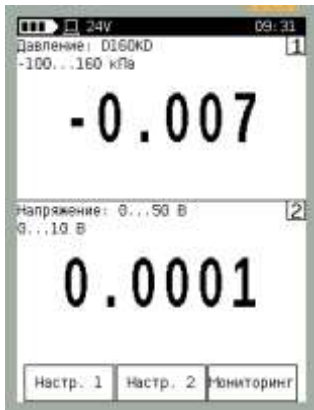 24V 09:31
Давление: D160KD 1
-100...160 кПа
-0.007
Напряжение: 0...50 В 2
0...10 В
0.0001
Настр. 1 Настр. 2 Мониторинг